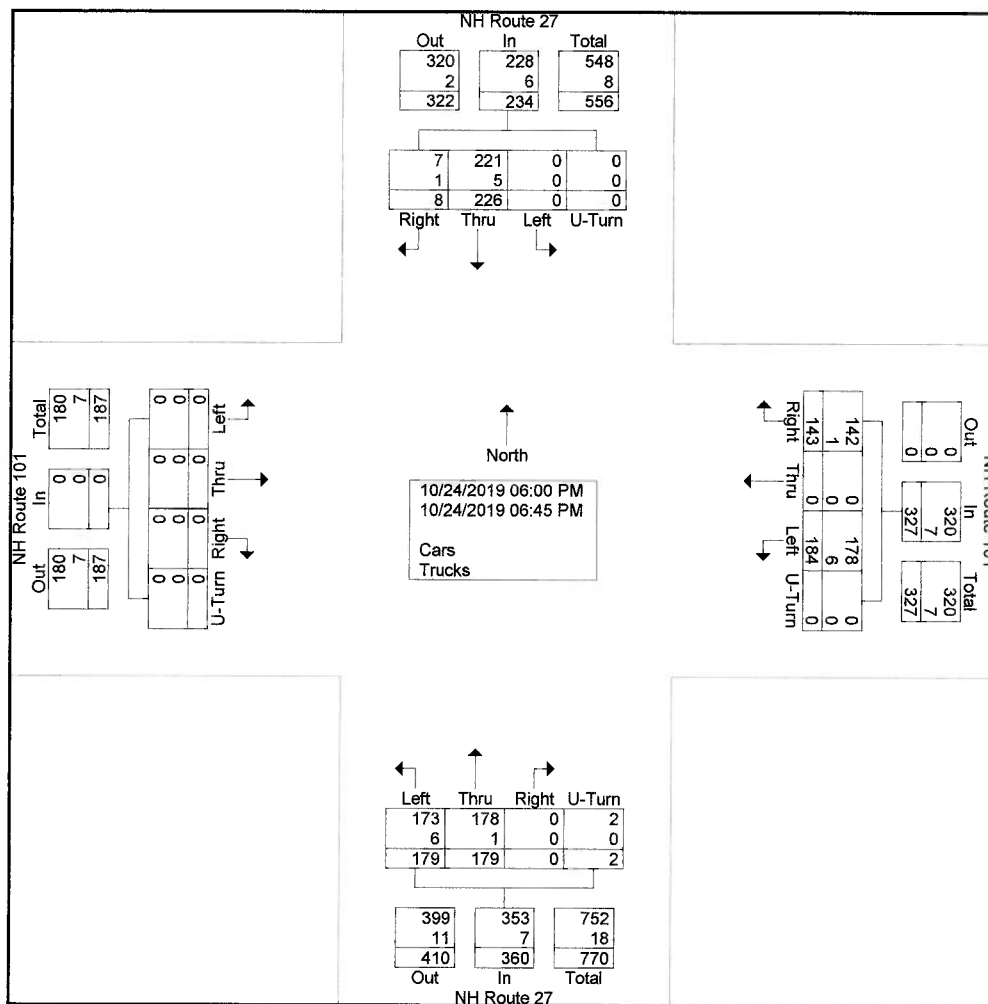 NH Route 27
Out In Total
320 228 548
2 6 8
322 234 556
7 221 0 0
1 5 0 0
8 226 0 0
Right Thru Left U-Turn
NH Route 101
Total In Out
180 0 180
7 0 7
187 0 187
Left Thru Right U-Turn
0 0 0 0
0 0 0 0
0 0 0 0
North
10/24/2019 06:00 PM
10/24/2019 06:45 PM
Cars
Trucks
Right Thru Left U-Turn
142 0 178 0
1 0 6 0
143 0 184 0
Out In Total
0 320 320
0 7 7
0 327 327
NH Route 101
Left Thru Right U-Turn
173 178 0 2
6 1 0 0
179 179 0 2
399 353 752
11 7 18
410 360 770
Out In Total
NH Route 27